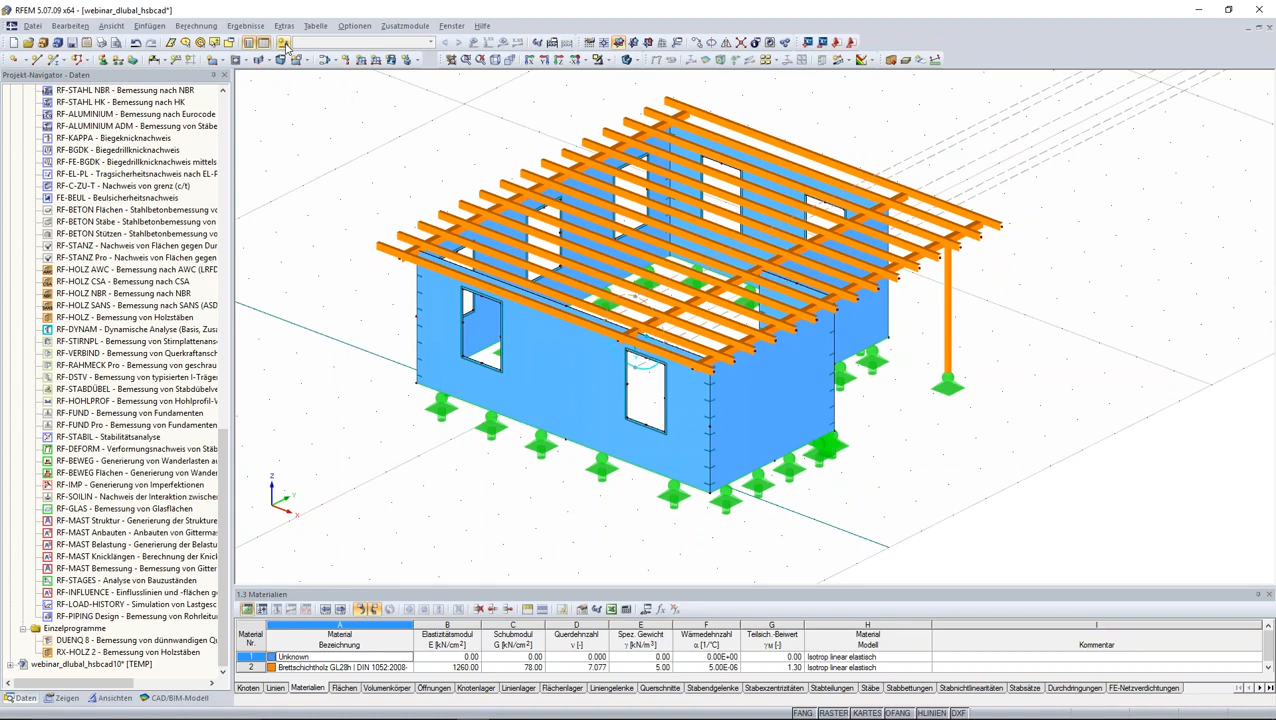 RFEM 5.07.09 x64 - [webinar_dlubal_hsbcad*]
Datei Bearbeiten Ansicht Einfügen Berechnung Ergebnisse Extras Tabelle Optionen Zusatzmodule Fenster Hilfe
Projekt-Navigator - Daten
RF-STAHL NBR - Bemessung nach NBR
RF-STAHL HK - Bemessung nach HK
RF-ALUMINIUM - Bemessung nach Eurocode
RF-ALUMINIUM ADM - Bemessung von Stäbe
RF-KAPPA - Biegeknicknachweis
RF-BGDK - Biegedrillknicknachweis
RF-FE-BGDK - Biegedrillknicknachweis mittels
RF-EL-PL - Tragsicherheitsnachweis nach EL-P
RF-C-ZU-T - Nachweis von grenz (c/t)
FE-BEUL - Beulsicherheitsnachweis
RF-BETON Flächen - Stahlbetonbemessung vo
RF-BETON Stäbe - Stahlbetonbemessung vo
RF-BETON Stützen - Stahlbetonbemessung n
RF-STANZ - Nachweis von Flächen gegen Dur
RF-STANZ Pro - Nachweis von Flächen gegen
RF-HOLZ AWC - Bemessung nach AWC (LRFD
RF-HOLZ CSA - Bemessung nach CSA
RF-HOLZ NBR - Bemessung nach NBR
RF-HOLZ SANS - Bemessung nach SANS (ASD
RF-HOLZ - Bemessung von Holzstäben
RF-DYNAM - Dynamische Analyse (Basis, Zusa
RF-STIRNPL - Bemessung von Stirnplattenans
RF-VERBIND - Bemessung von Querkraftansch
RF-RAHMECK Pro - Bemessung von geschra
RF-DSTV - Bemessung von typisierten I-Träger
RF-STABDÜBEL - Bemessung von Stabdübelv
RF-HOHLPROF - Bemessung von Hohlprofil-V
RF-FUND - Bemessung von Fundamenten
RF-FUND Pro - Bemessung von Fundamenten
RF-STABIL - Stabilitätsanalyse
RF-DEFORM - Verformungsnachweis von Stäb
RF-BEWEG - Generierung von Wanderlasten au
RF-BEWEG Flächen - Generierung von Wande
RF-IMP - Generierung von Imperfektionen
RF-SOILIN - Nachweis der Interaktion zwischen
RF-GLAS - Bemessung von Glasflächen
RF-MAST Struktur - Generierung der Strukture
RF-MAST Anbauten - Anbauten von Gittermas
RF-MAST Belastung - Generierung der Belastu
RF-MAST Knicklängen - Berechnung der Knick
RF-MAST Bemessung - Bemessung von Gitter
RF-STAGES - Analyse von Bauzuständen
RF-INFLUENCE - Einflusslinien und -flächen ge
RF-LOAD-HISTORY - Simulation von Lastgesc
RF-PIPING Design - Bemessung von Rohrleitun
Einzelprogramme
DUENQ 8 - Bemessung von dünnwandigen Qu
RX-HOLZ 2 - Bemessung von Holzstäben
webinar_dlubal_hsbcad10* [TEMP]
Daten Zeigen Ansichten CAD/BIM-Modell
Z
Y
X
1.3 Materialien
A B C D E F G H I
Material Nr. Material Bezeichnung Elastizitätsmodul E [kN/cm²] Schubmodul G [kN/cm²] Querdehnzahl ν [-] Spez. Gewicht γ [kN/m³] Wärmedehnzahl α [1/°C] Teilsich.-Beiwert γM [-] Material Modell Kommentar
1 Unknown 0.00 0.00 0.000 0.00 0.00E+00 1.00 Isotrop linear elastisch
2 Brettschichtholz GL28h | DIN 1052:2008- 1260.00 78.00 7.077 5.00 5.00E-06 1.30 Isotrop linear elastisch
Knoten Linien Materialien Flächen Volumenkörper Öffnungen Knotenlager Linienlager Flächenlager Liniengelenke Querschnitte Stabendgelenke Stabexzentrizitäten Stabteilungen Stäbe Stabbettungen Stabnichtlinearitäten Stabsätze Durchdringungen FE-Netzverdichtungen
FANG RASTER KARTES OFANG HLINIEN DXF